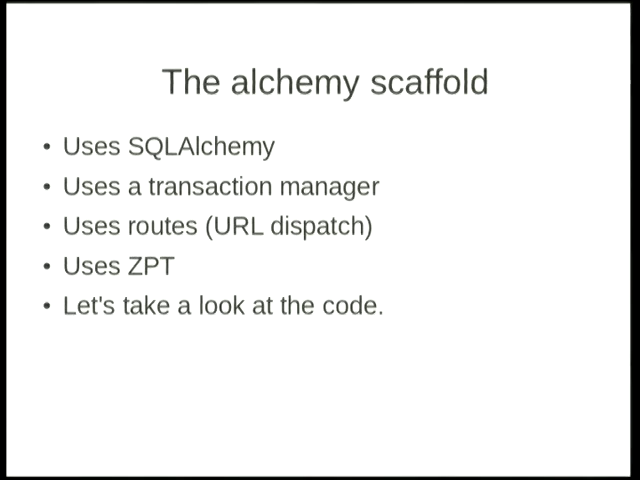 The alchemy scaffold
• Uses SQLAlchemy
• Uses a transaction manager
• Uses routes (URL dispatch)
• Uses ZPT
• Let's take a look at the code.